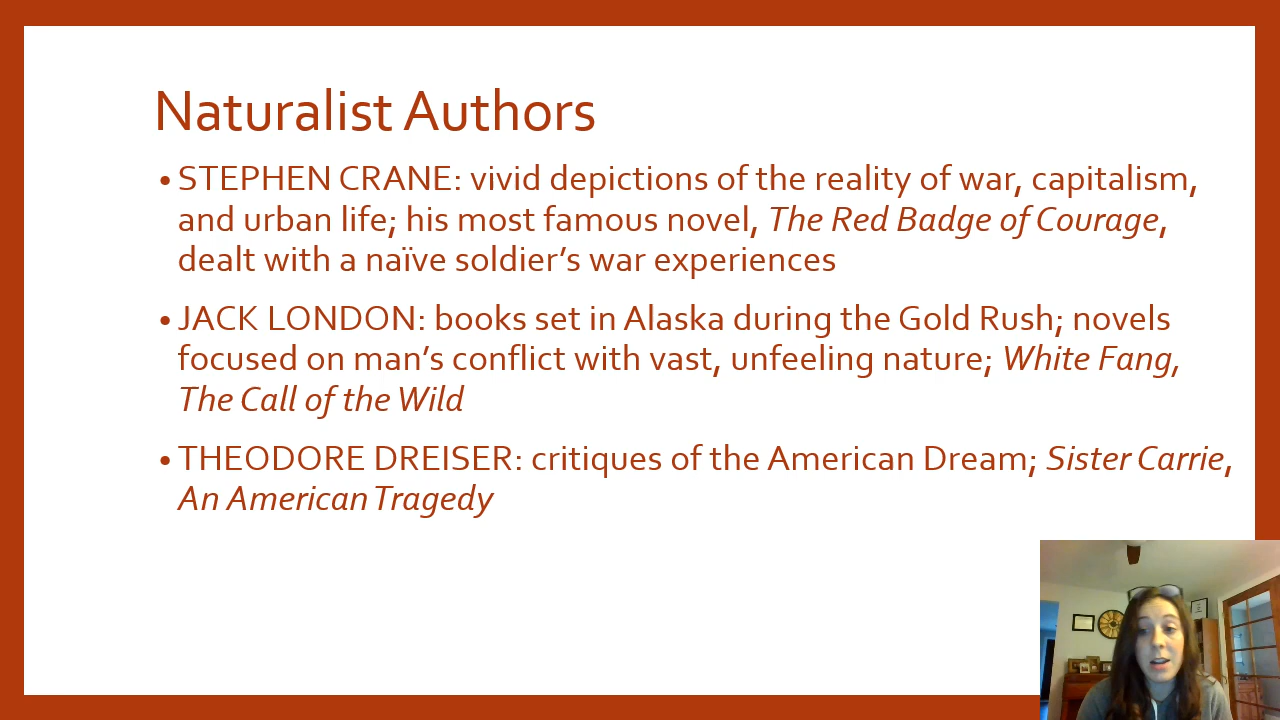 Naturalist Authors
• STEPHEN CRANE: vivid depictions of the reality of war, capitalism,
and urban life; his most famous novel, The Red Badge of Courage,
dealt with a naïve soldier’s war experiences
• JACK LONDON: books set in Alaska during the Gold Rush; novels
focused on man’s conflict with vast, unfeeling nature; White Fang,
The Call of the Wild
• THEODORE DREISER: critiques of the American Dream; Sister Carrie,
An American Tragedy